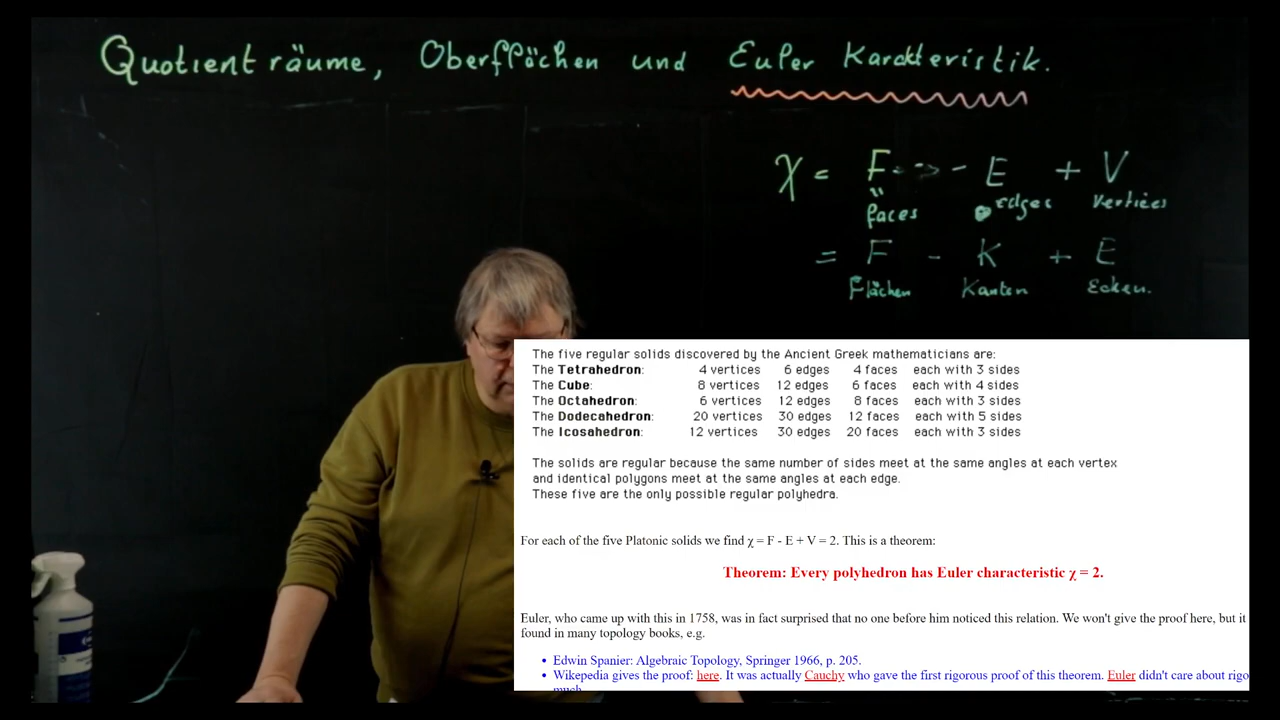 Quotienträume, Oberflächen und Euler Karakteristik.
χ = F - E + V
faces edges vertices
= F - K + E
Flächen Kanten Ecken.
The five regular solids discovered by the Ancient Greek mathematicians are:
The Tetrahedron: 4 vertices 6 edges 4 faces each with 3 sides
The Cube: 8 vertices 12 edges 6 faces each with 4 sides
The Octahedron: 6 vertices 12 edges 8 faces each with 3 sides
The Dodecahedron: 20 vertices 30 edges 12 faces each with 5 sides
The Icosahedron: 12 vertices 30 edges 20 faces each with 3 sides
The solids are regular because the same number of sides meet at the same angles at each vertex
and identical polygons meet at the same angles at each edge.
These five are the only possible regular polyhedra.
For each of the five Platonic solids we find χ = F - E + V = 2. This is a theorem:
Theorem: Every polyhedron has Euler characteristic χ = 2.
Euler, who came up with this in 1758, was in fact surprised that no one before him noticed this relation. We won't give the proof here, but it
found in many topology books, e.g.
• Edwin Spanier: Algebraic Topology, Springer 1966, p. 205.
• Wikepedia gives the proof: here. It was actually Cauchy who gave the first rigorous proof of this theorem. Euler didn't care about rigo
much